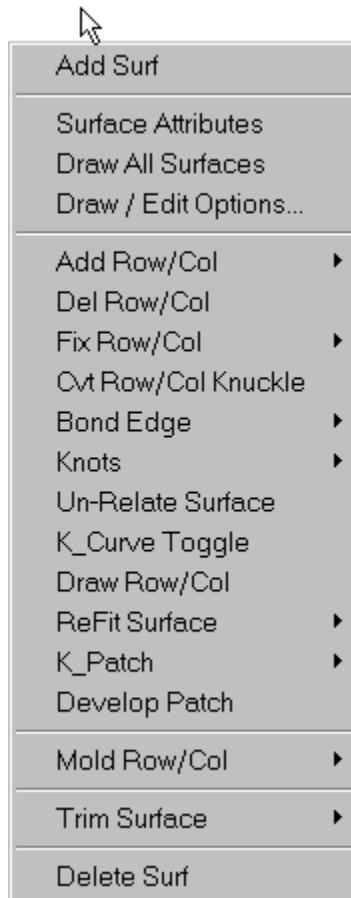 Add Surf
Surface Attributes
Draw All Surfaces
Draw / Edit Options...
Add Row/Col
Del Row/Col
Fix Row/Col
Cvt Row/Col Knuckle
Bond Edge
Knots
Un-Relate Surface
K_Curve Toggle
Draw Row/Col
ReFit Surface
K_Patch
Develop Patch
Mold Row/Col
Trim Surface
Delete Surf